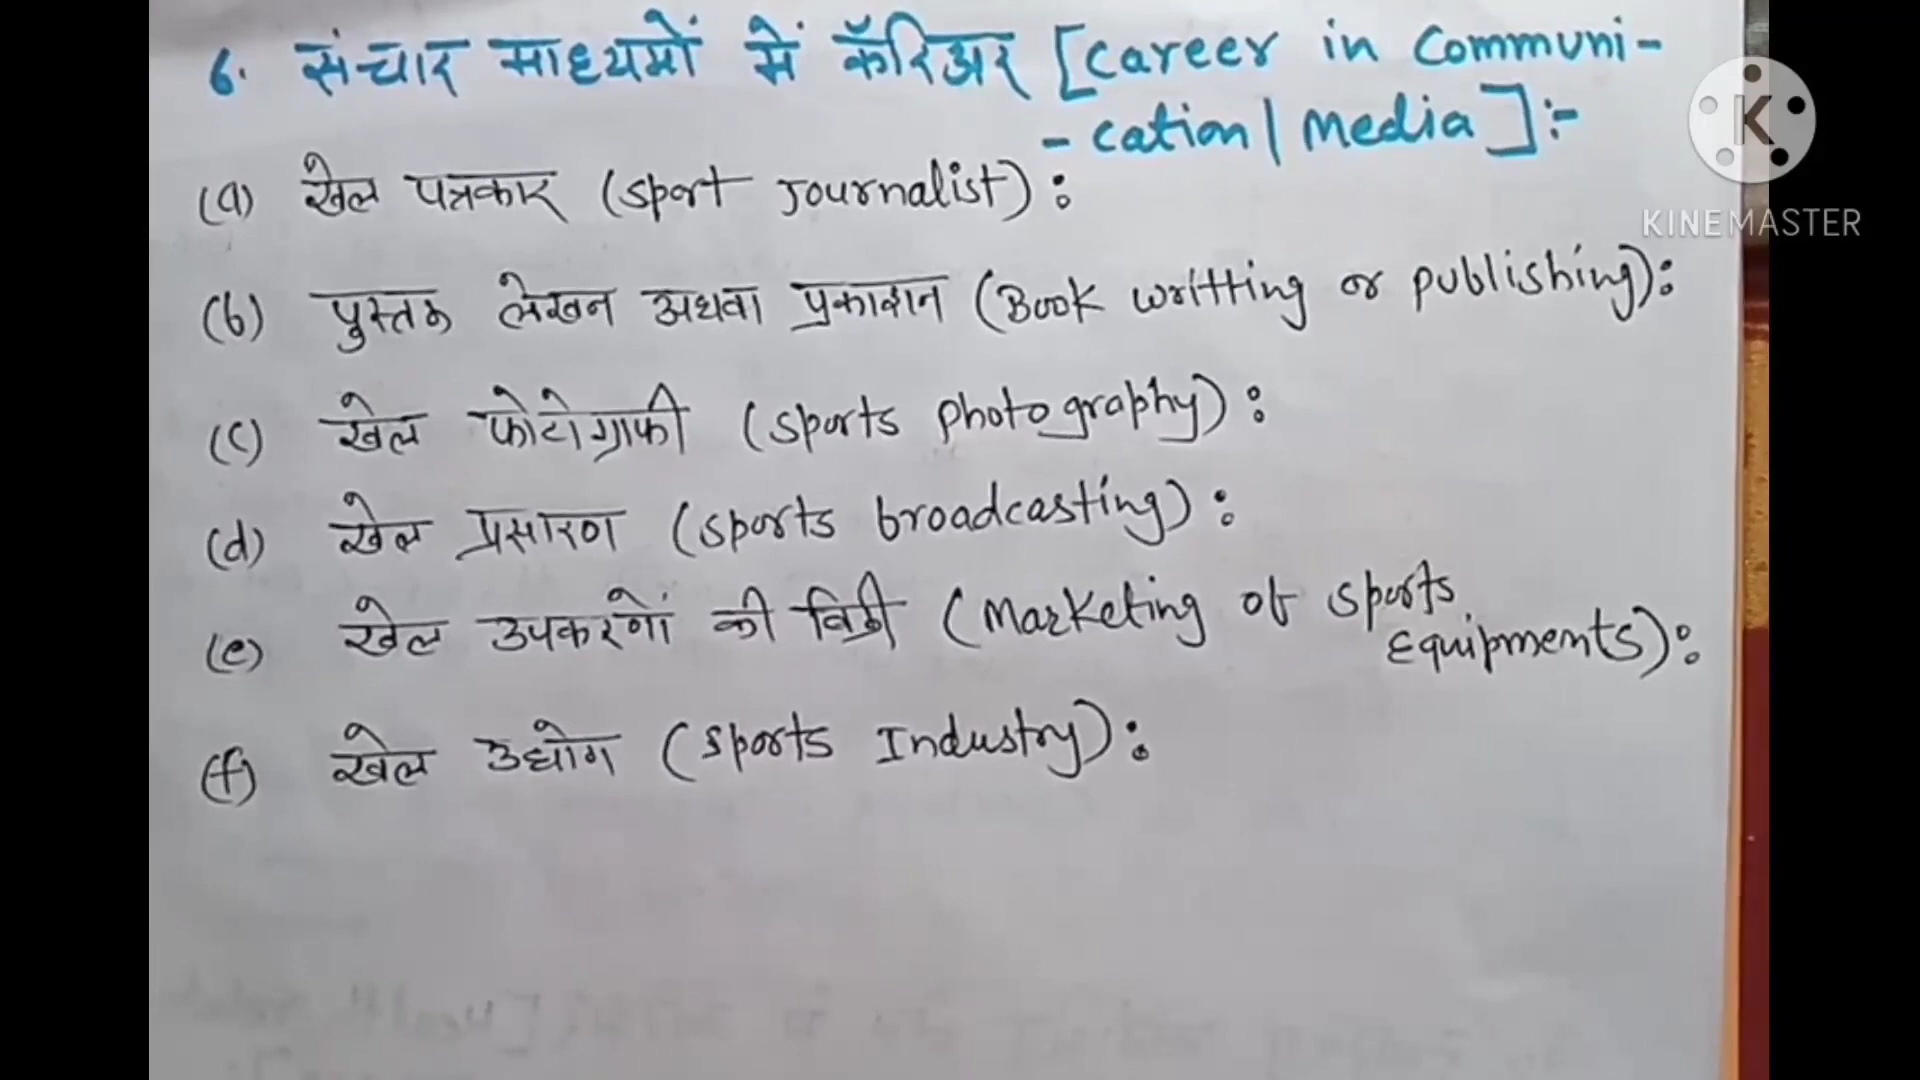 6. संचार माध्यमों में कॅरिअर [career in communi-
-cation | media]:-
(a) खेल पत्रकार (sport Journalist):
(b) पुस्तक लेखन अथवा प्रकाशन (Book writting or publishing):
(c) खेल फोटोग्राफी (sports photography):
(d) खेल प्रसारण (sports broadcasting):
(e) खेल उपकरणों की बिक्री (Marketing of sports
Equipments):
(f) खेल उद्योग (sports Industry):
K
KINEMASTER